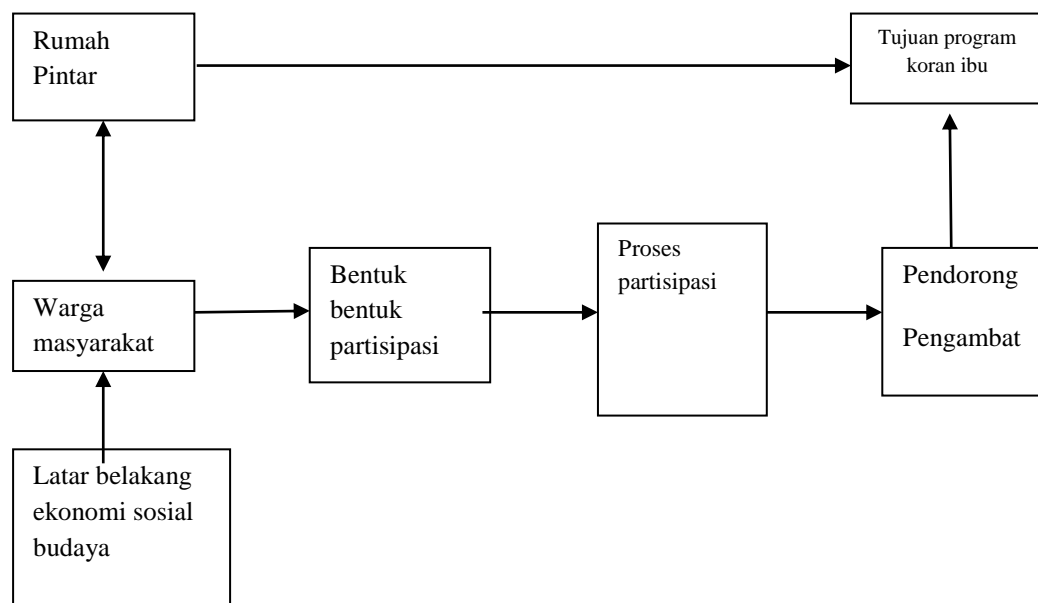 Rumah
Pintar
Tujuan program
koran ibu
Warga
masyarakat
Bentuk
bentuk
partisipasi
Proses
partisipasi
Pendorong
Pengambat
Latar belakang
ekonomi sosial
budaya